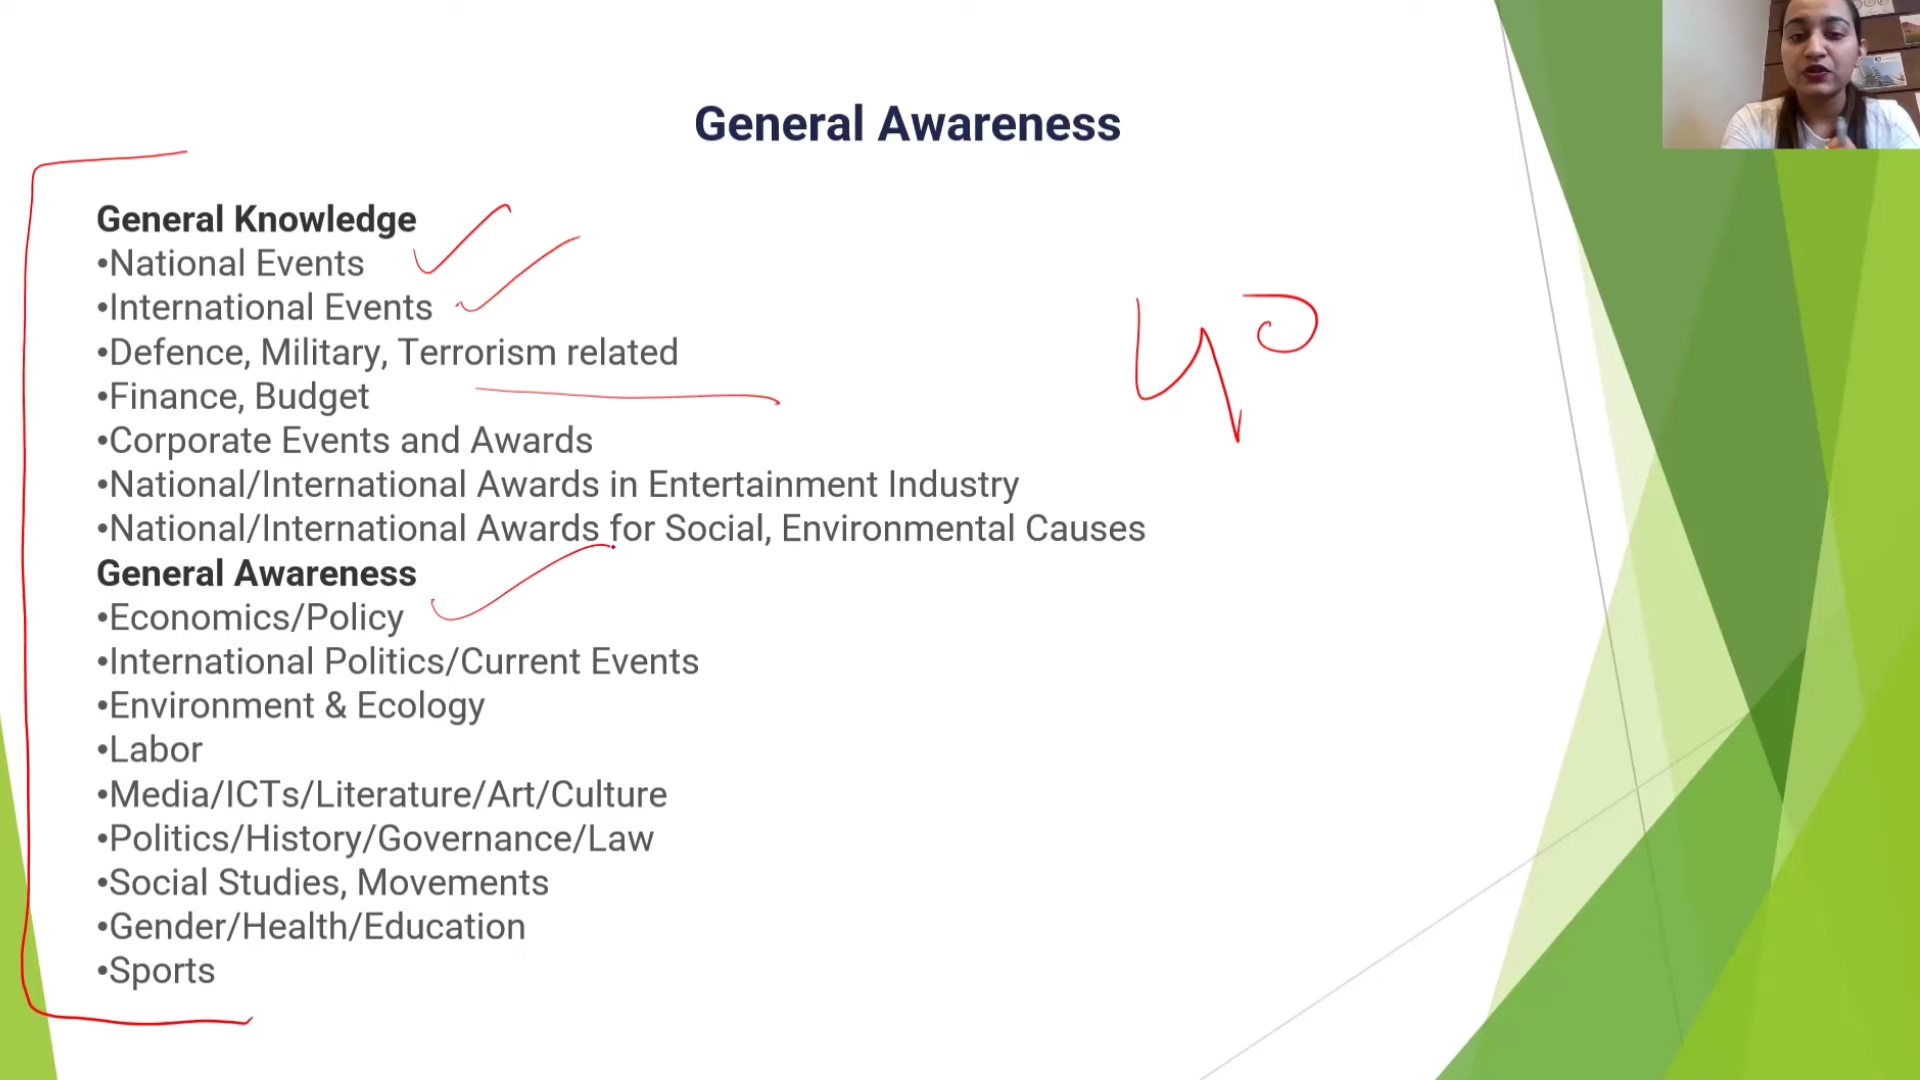 General Awareness
General Knowledge
•National Events
•International Events
•Defence, Military, Terrorism related
•Finance, Budget
•Corporate Events and Awards
•National/International Awards in Entertainment Industry
•National/International Awards for Social, Environmental Causes
General Awareness
•Economics/Policy
•International Politics/Current Events
•Environment & Ecology
•Labor
•Media/ICTs/Literature/Art/Culture
•Politics/History/Governance/Law
•Social Studies, Movements
•Gender/Health/Education
•Sports
40